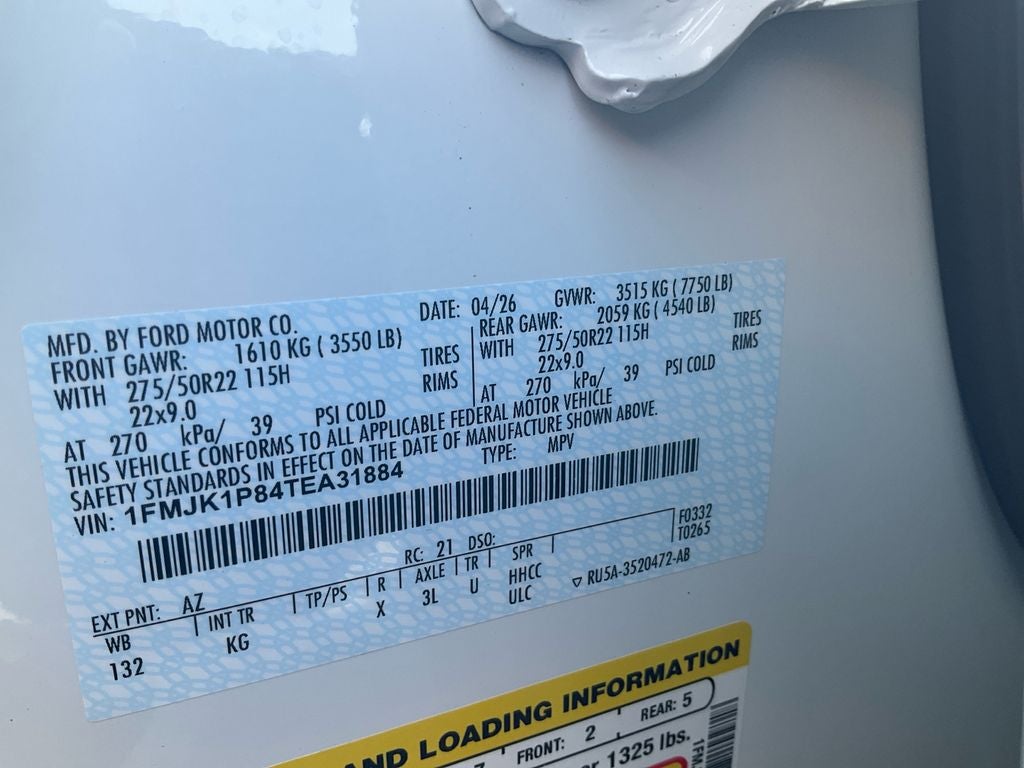 MFD. BY FORD MOTOR CO.
DATE: 04/26 GVWR: 3515 KG ( 7750 LB)
FRONT GAWR: 1610 KG ( 3550 LB)
WITH 275/50R22 115H TIRES
22x9.0 RIMS
AT 270 kPa/ 39 PSI COLD
REAR GAWR: 2059 KG ( 4540 LB)
WITH 275/50R22 115H TIRES
22x9.0 RIMS
AT 270 kPa/ 39 PSI COLD
THIS VEHICLE CONFORMS TO ALL APPLICABLE FEDERAL MOTOR VEHICLE
SAFETY STANDARDS IN EFFECT ON THE DATE OF MANUFACTURE SHOWN ABOVE.
VIN: 1FMJK1P84TEA31884 TYPE: MPV
F0332
T0265
EXT PNT: AZ RC: 21 DSO:
WB INT TR TP/PS R AXLE TR SPR
132 KG X 3L U HHCC
ULC
▽ RU5A-3520472-AB
AND LOADING INFORMATION
7 FRONT: 2 REAR: 5
or 1325 lbs.
1FM